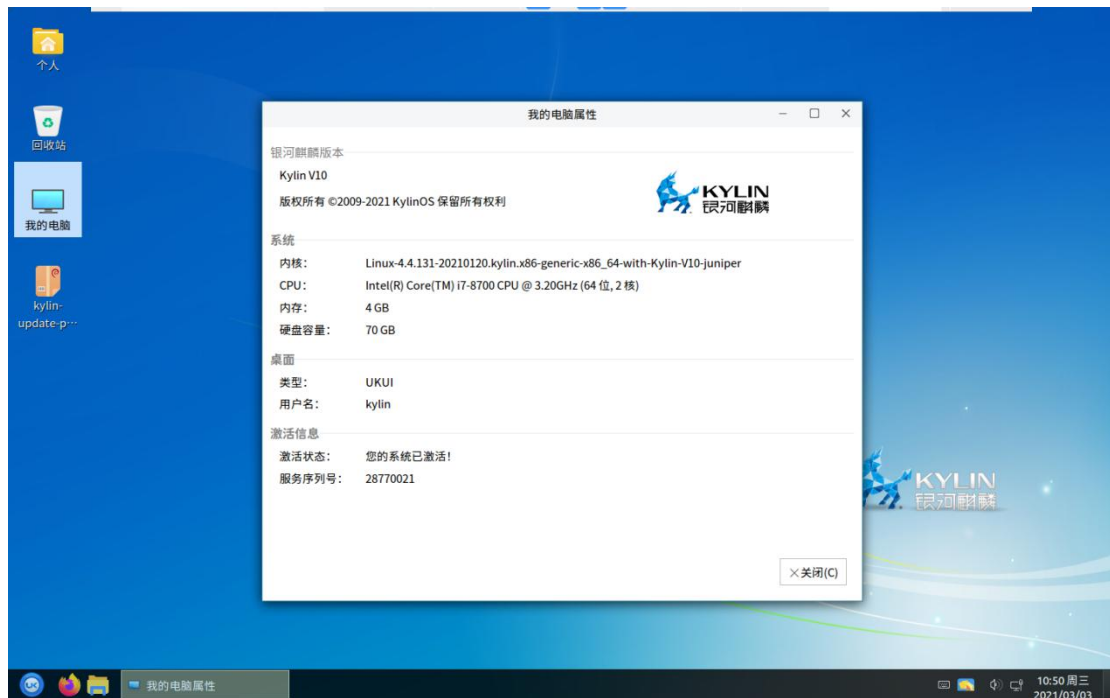 个人
回收站
我的电脑
kylin-
update-p…
我的电脑属性
银河麒麟版本
Kylin V10
版权所有 ©2009-2021 KylinOS 保留所有权利
KYLIN
银河麒麟
系统
内核： Linux-4.4.131-20210120.kylin.x86-generic-x86_64-with-Kylin-V10-juniper
CPU： Intel(R) Core(TM) i7-8700 CPU @ 3.20GHz (64 位, 2 核)
内存： 4 GB
硬盘容量： 70 GB
桌面
类型： UKUI
用户名： kylin
激活信息
激活状态： 您的系统已激活！
服务序列号： 28770021
关闭(C)
KYLIN
银河麒麟
UK
我的电脑属性
10:50 周三
2021/03/03